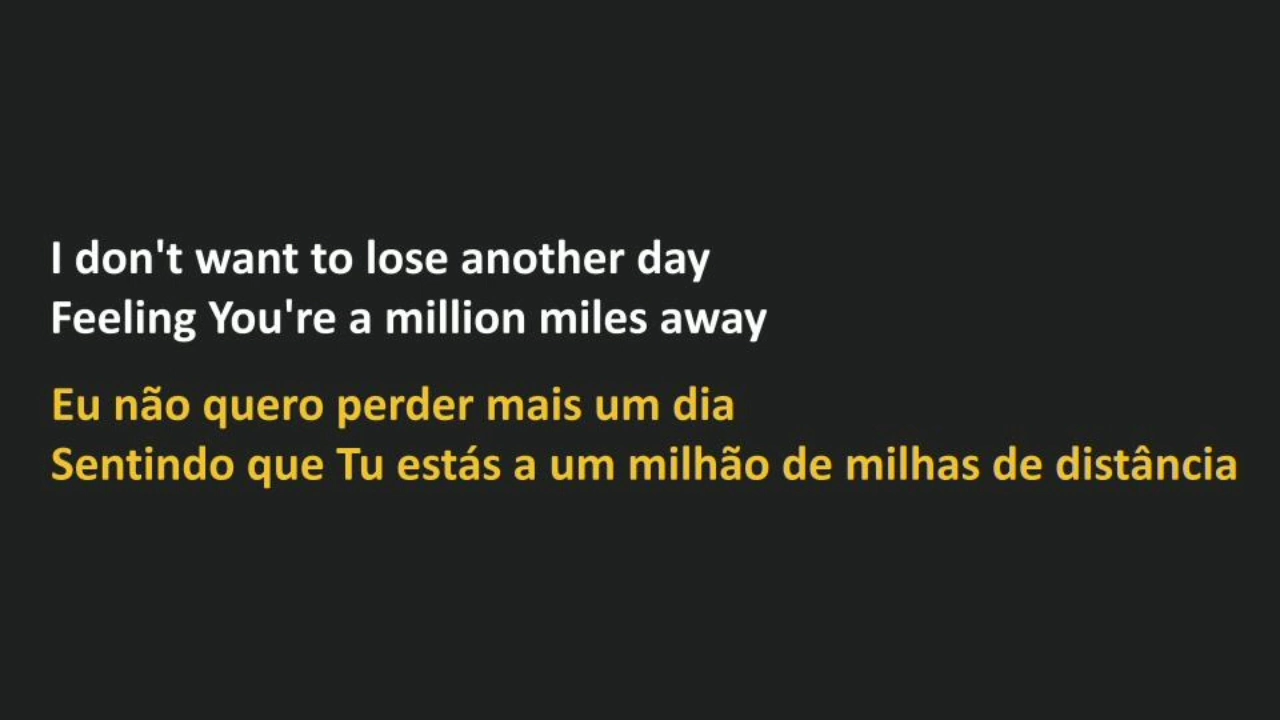 I don't want to lose another day
Feeling You're a million miles away
Eu não quero perder mais um dia
Sentindo que Tu estás a um milhão de milhas de distância